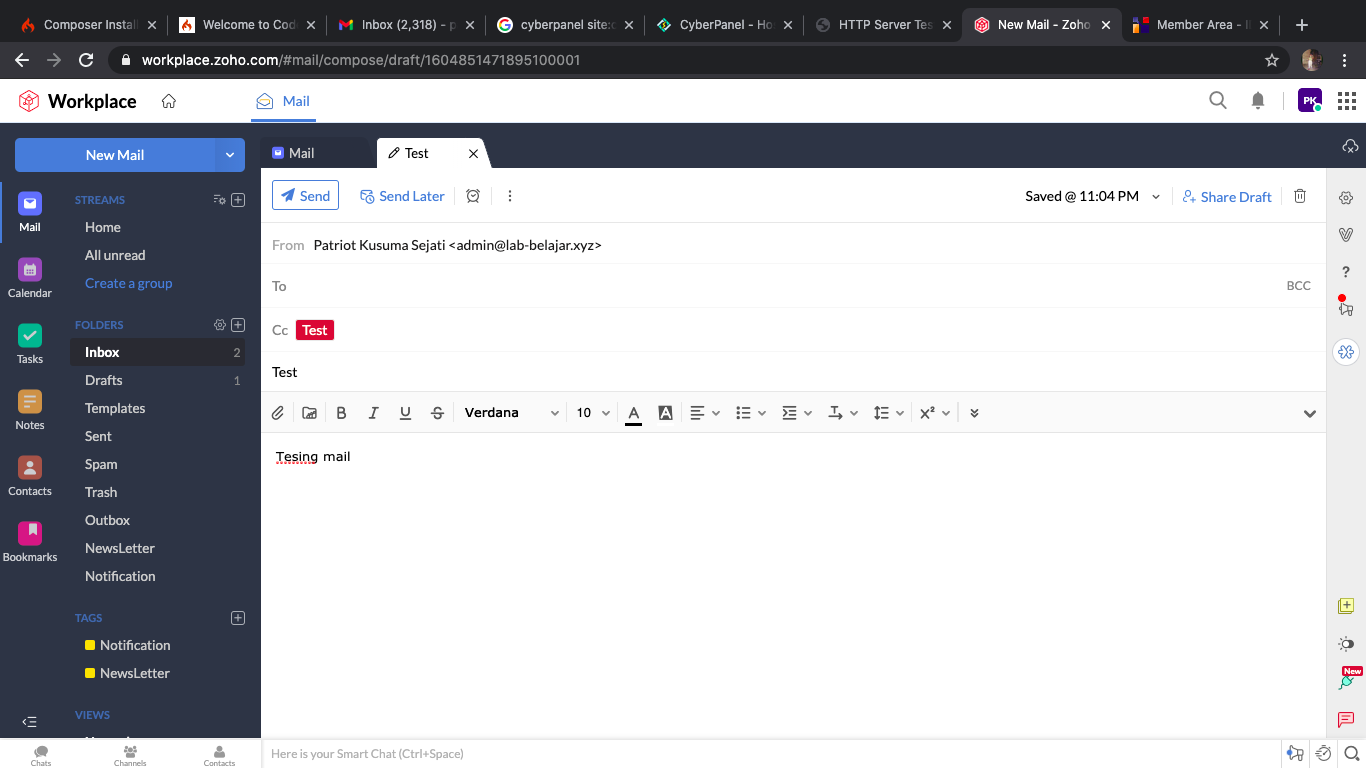 Composer Instal
Welcome to Code
Inbox (2,318) - p
cyberpanel site:c
CyberPanel - Ho
HTTP Server Tes
New Mail - Zoho
Member Area - I
workplace.zoho.com/#mail/compose/draft/1604851471895100001
Workplace
Mail
PK
New Mail
Mail
Test
STREAMS
Home
All unread
Create a group
FOLDERS
Inbox 2
Drafts 1
Templates
Sent
Spam
Trash
Outbox
NewsLetter
Notification
TAGS
Notification
NewsLetter
VIEWS
Mail
Calendar
Tasks
Notes
Contacts
Bookmarks
Send
Send Later
Saved @ 11:04 PM
Share Draft
From Patriot Kusuma Sejati <admin@lab-belajar.xyz>
To BCC
Cc Test
Test
B I U S Verdana 10 A A x²
Tesing mail
New
Chats
Channels
Contacts
Here is your Smart Chat (Ctrl+Space)